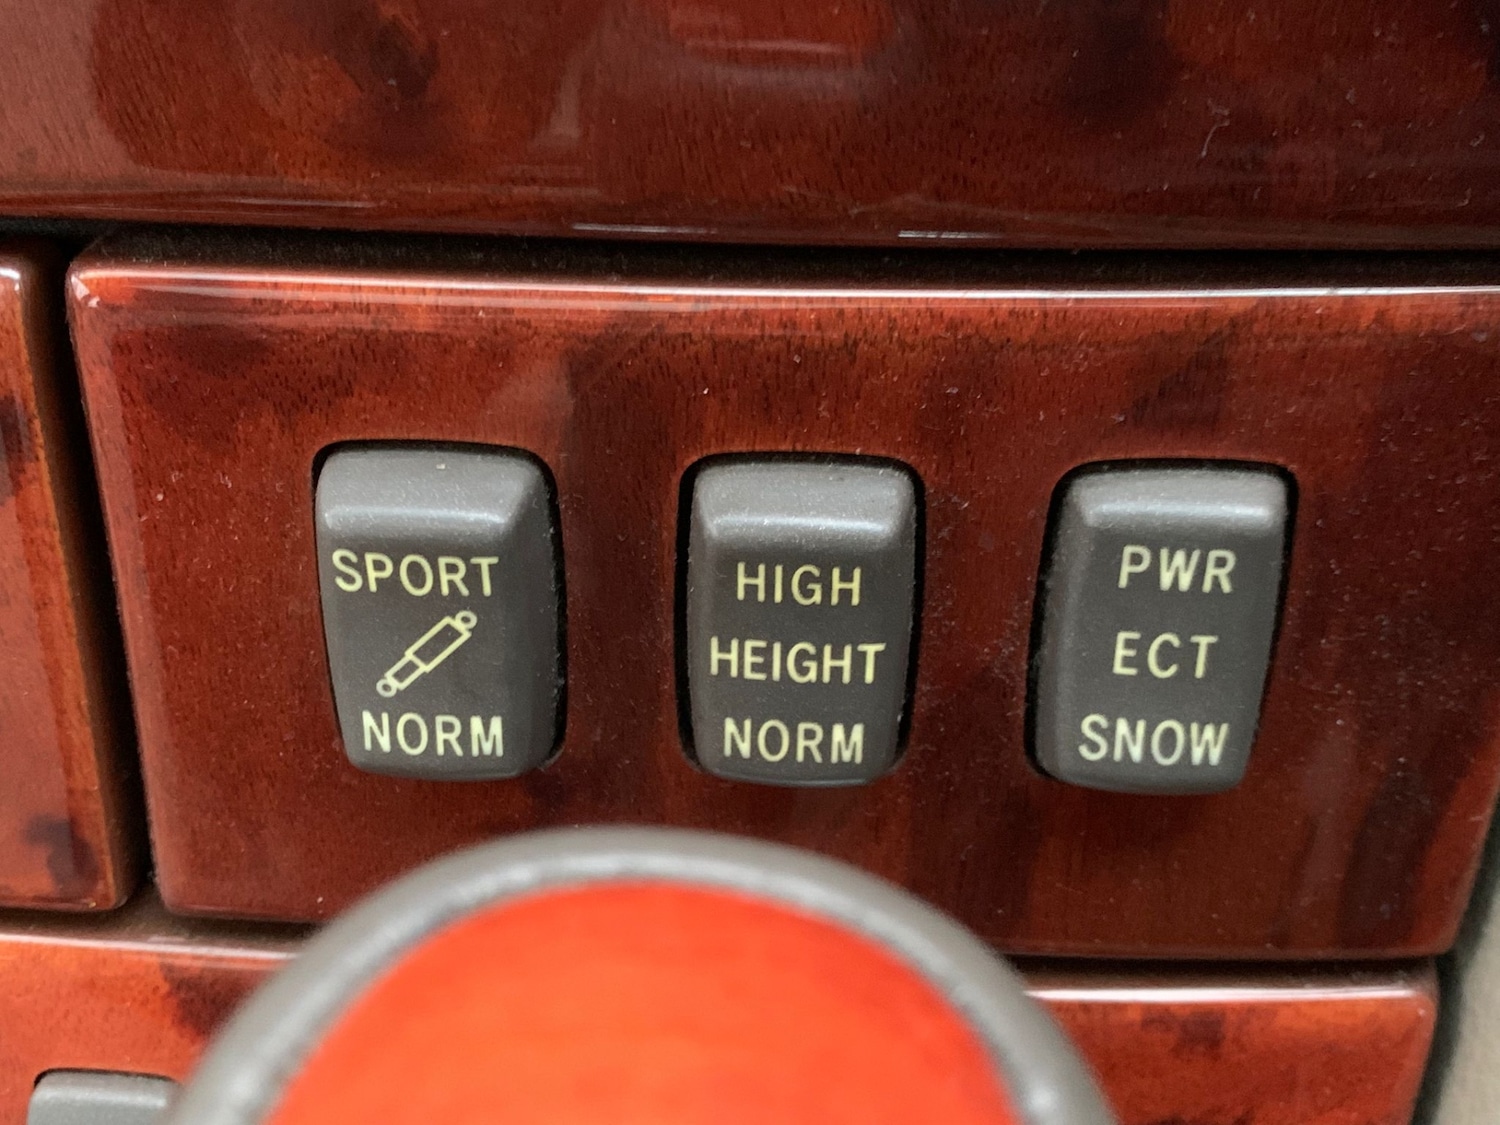 SPORT
NORM
HIGH
HEIGHT
NORM
PWR
ECT
SNOW